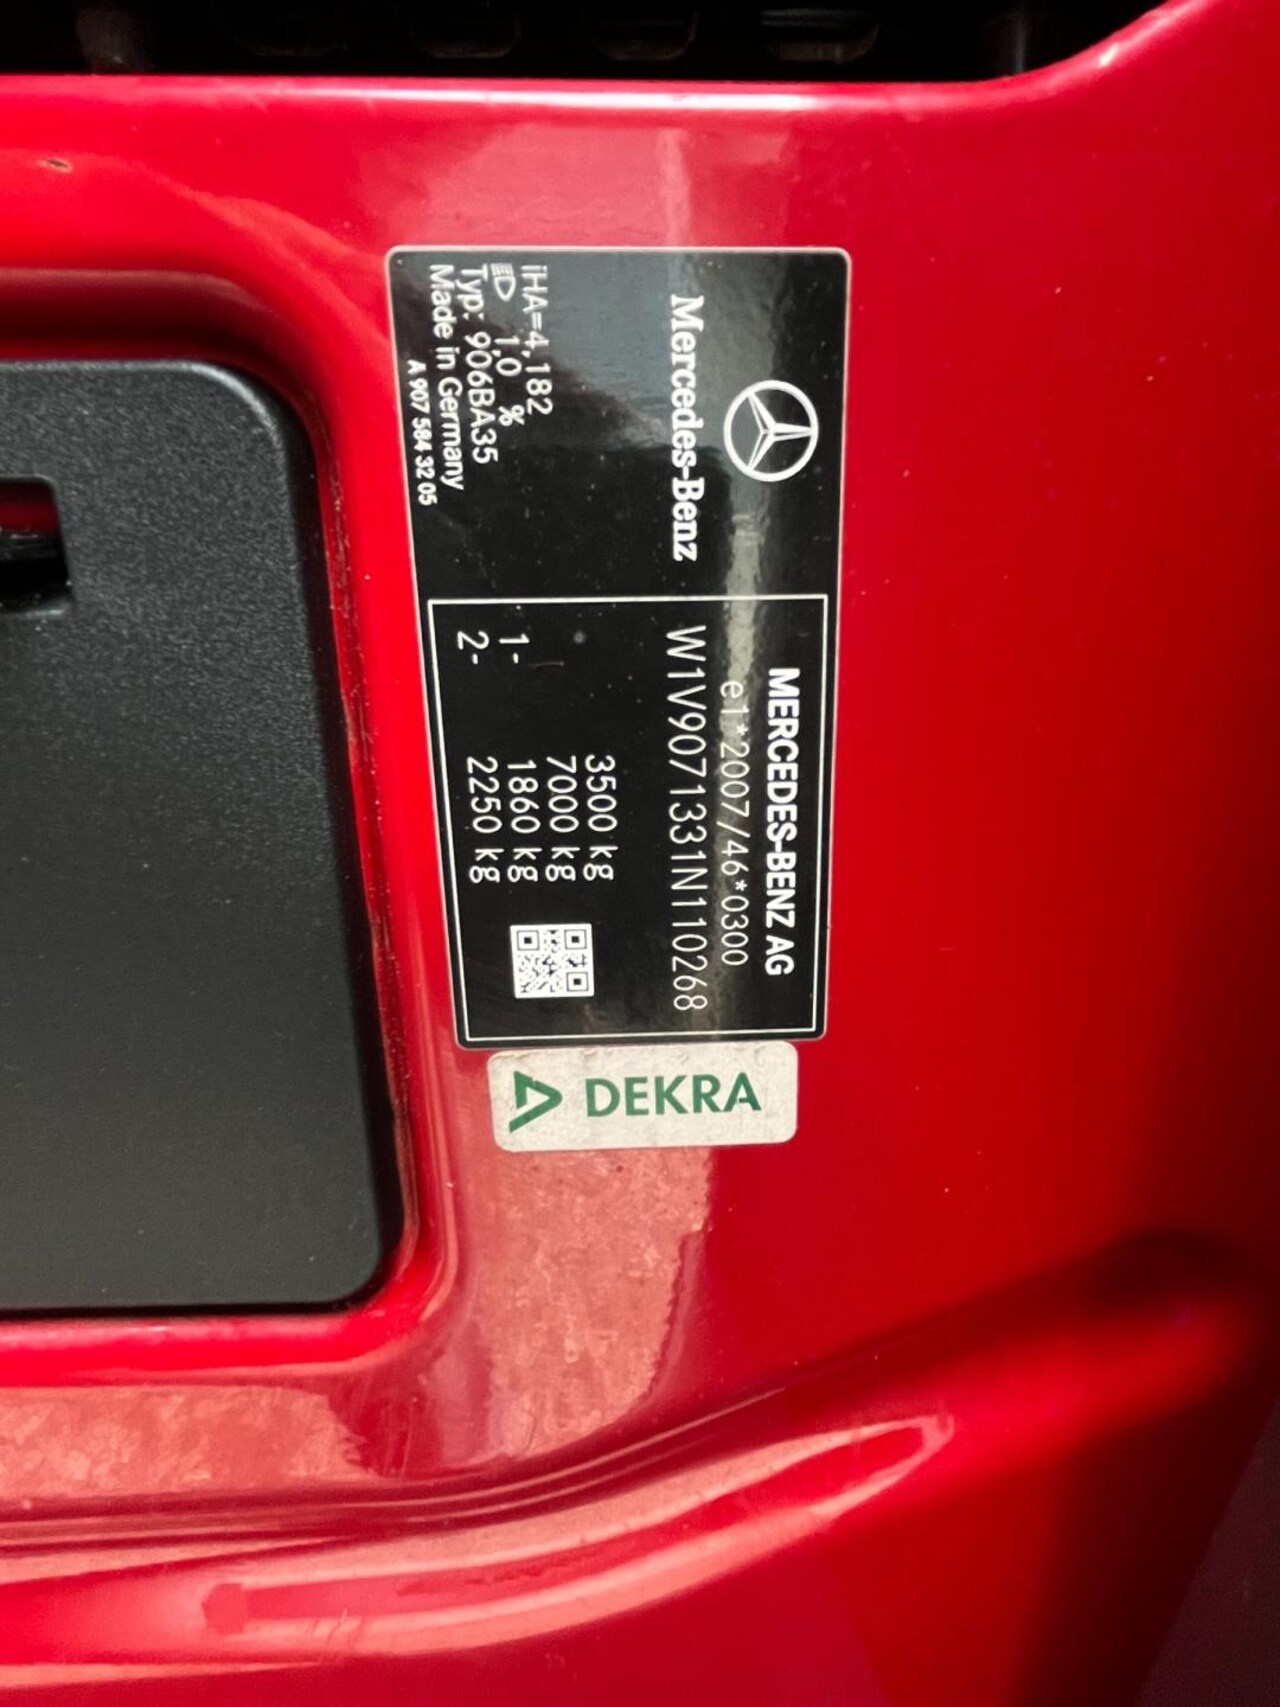 Mercedes-Benz
iHA=4,182
1,0 %
Typ: 906BA35
Made in Germany
A 907 584 32 05
MERCEDES-BENZ AG
e1*2007/46*0300
W1V9071331N110268
3500 kg
7000 kg
1- 1860 kg
2- 2250 kg
DEKRA